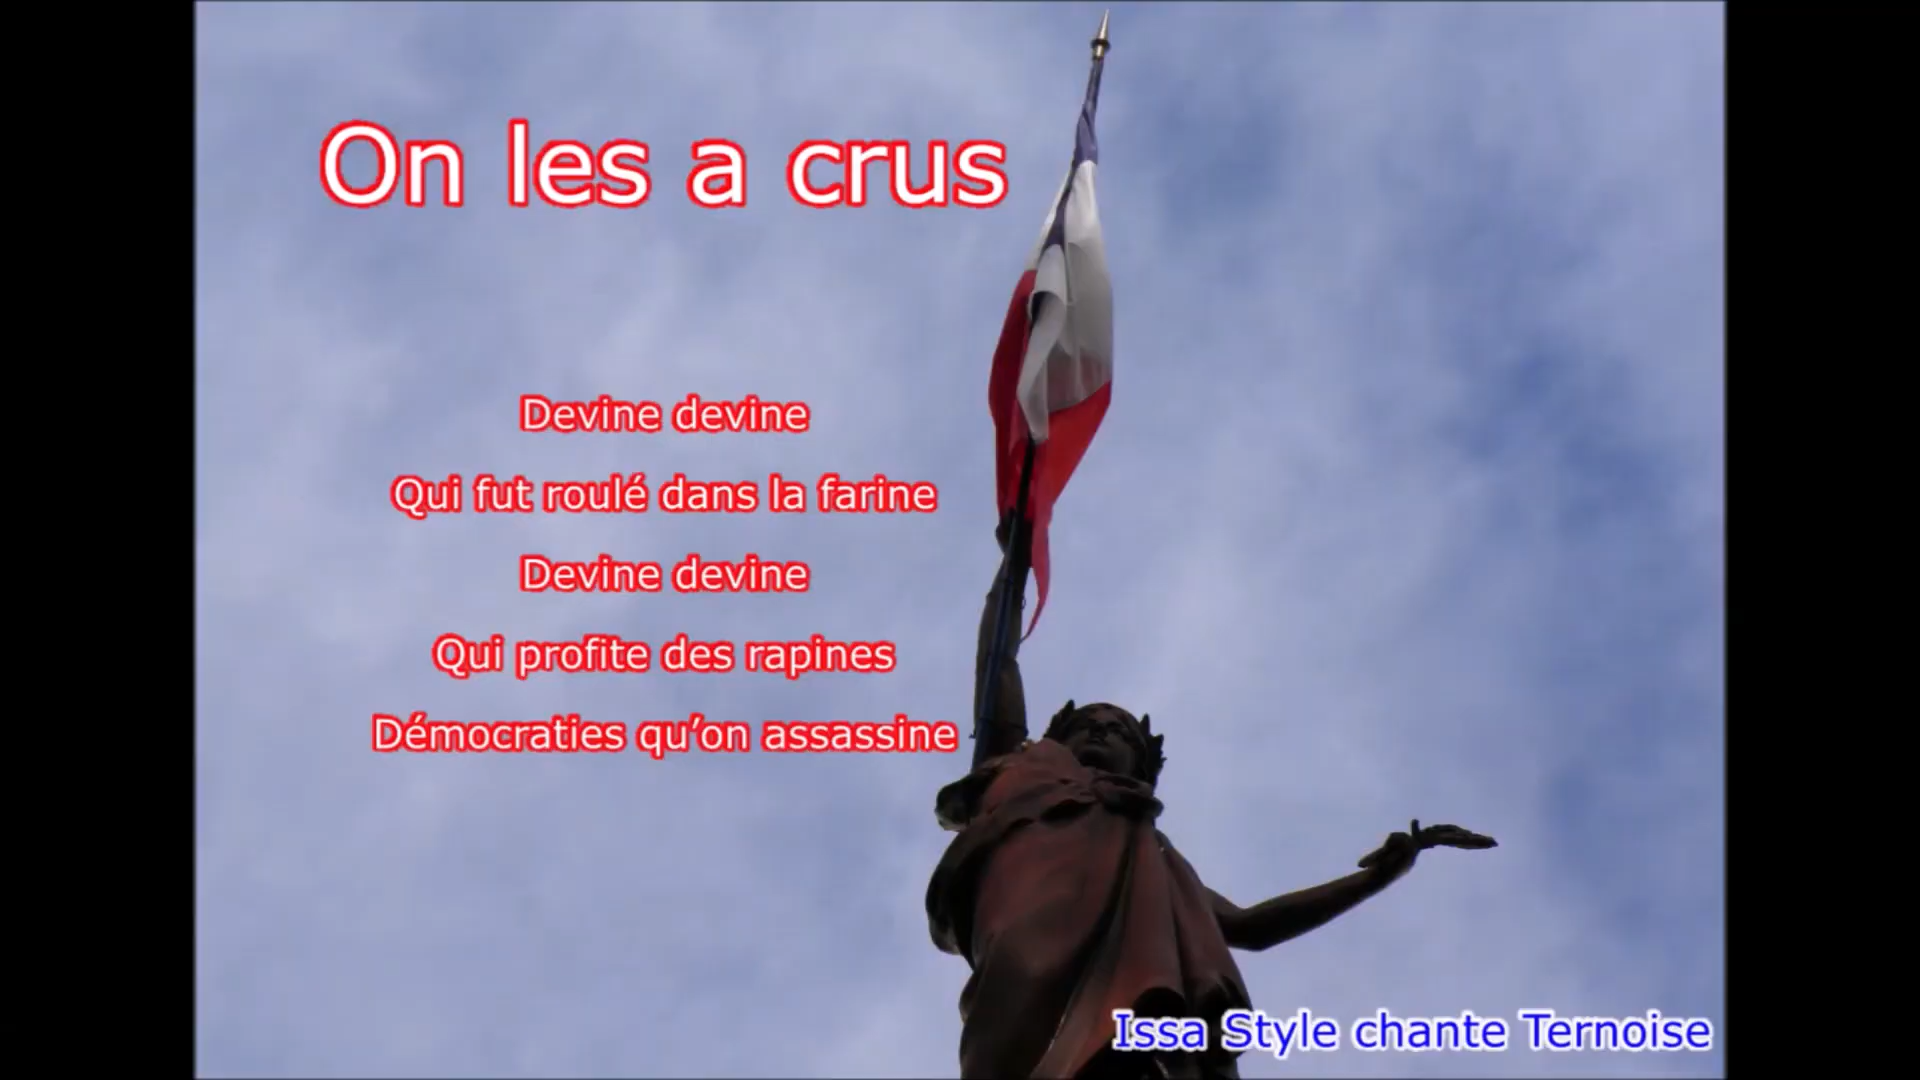 On les a crus
Devine devine
Qui fut roulé dans la farine
Devine devine
Qui profite des rapines
Démocraties qu’on assassine
Issa Style chante Ternoise